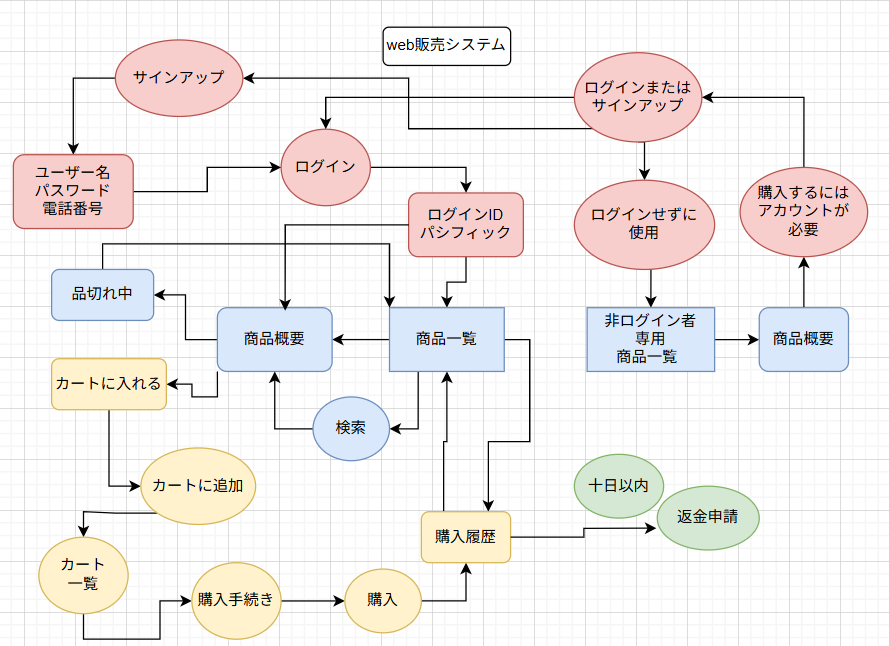 web販売システム
サインアップ
ログインまたは
サインアップ
ユーザー名
パスワード
電話番号
ログイン
ログインID
パシフィック
ログインせずに
使用
購入するには
アカウントが
必要
品切れ中
商品概要
商品一覧
非ログイン者
専用
商品一覧
商品概要
カートに入れる
検索
カートに追加
十日以内
返金申請
購入履歴
カート
一覧
購入手続き
購入